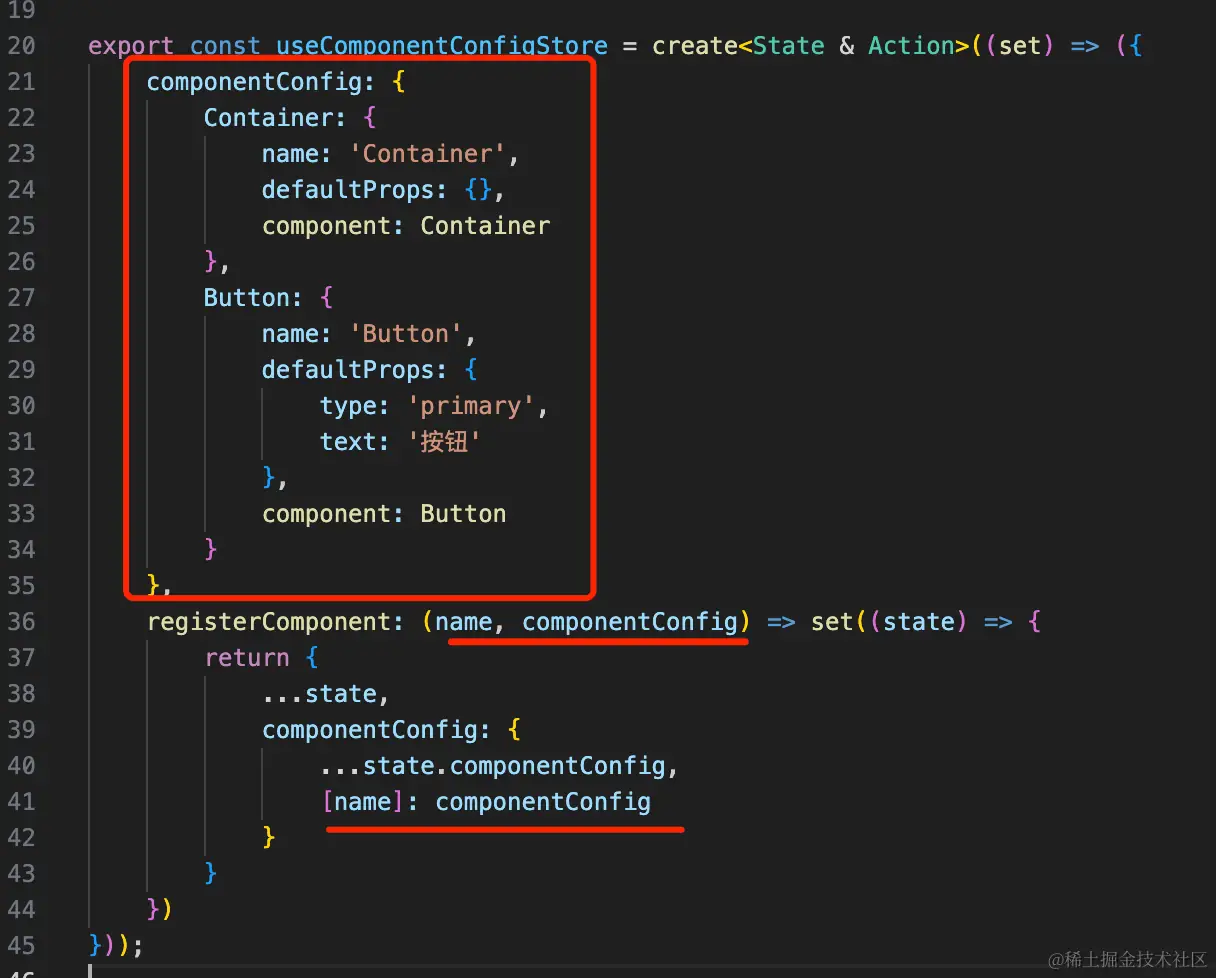 19
20 export const useComponentConfigStore = create<State & Action>((set) => ({
21     componentConfig: {
22         Container: {
23             name: 'Container',
24             defaultProps: {},
25             component: Container
26         },
27         Button: {
28             name: 'Button',
29             defaultProps: {
30                 type: 'primary',
31                 text: '按钮'
32             },
33             component: Button
34         }
35     },
36     registerComponent: (name, componentConfig) => set((state) => {
37         return {
38             ...state,
39             componentConfig: {
40                 ...state.componentConfig,
41                 [name]: componentConfig
42             }
43         }
44     })
45 }));
46
@稀土掘金技术社区